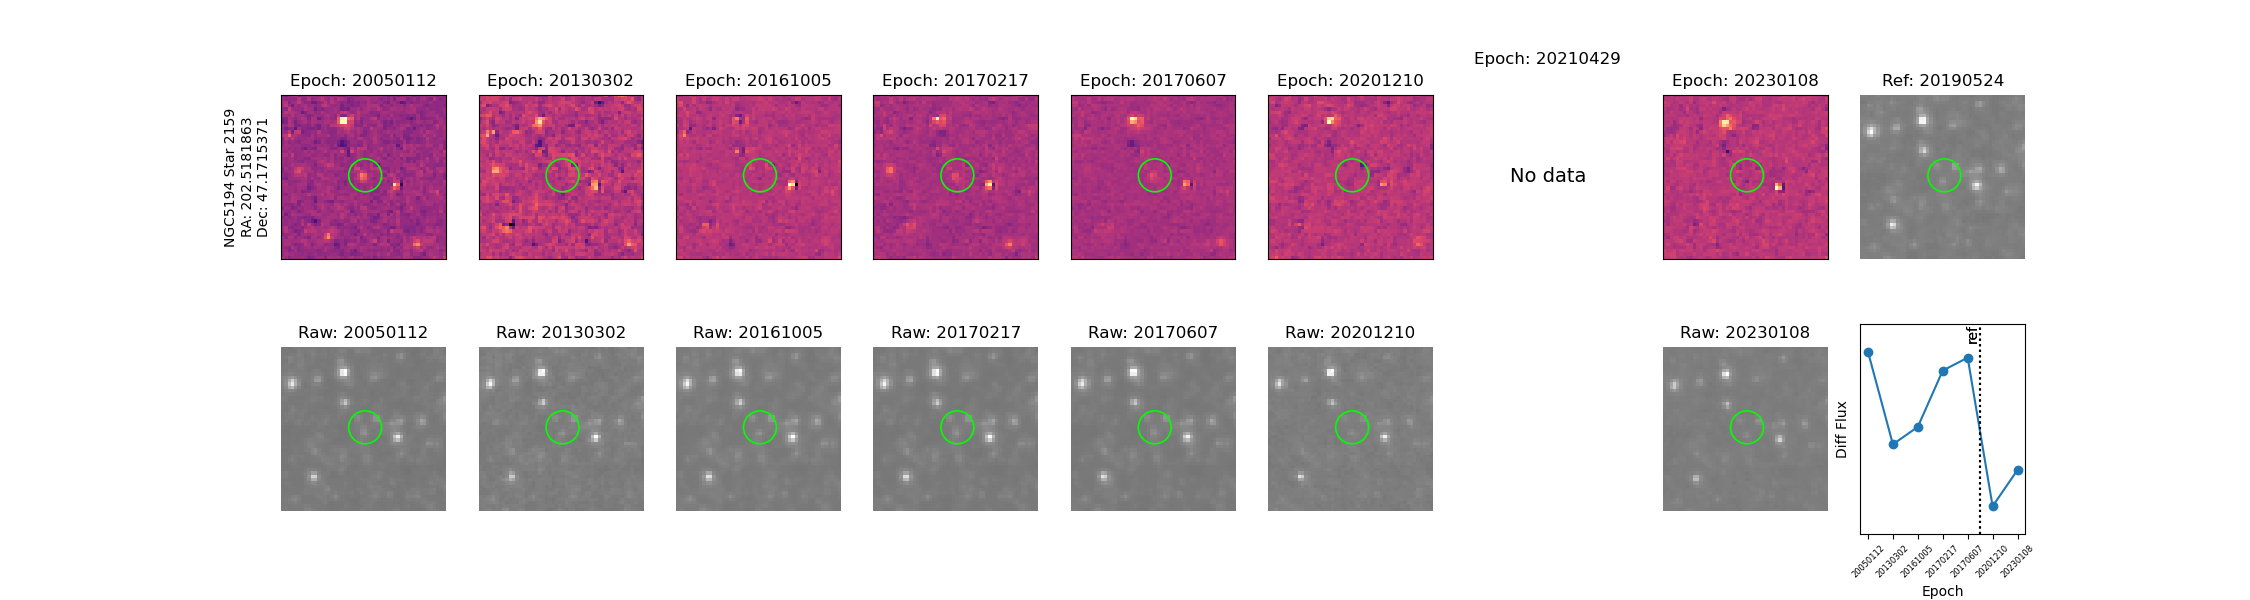 Epoch: 20210429
Epoch: 20050112
Epoch: 20130302
Epoch: 20161005
Epoch: 20170217
Epoch: 20170607
Epoch: 20201210
Epoch: 20230108
Ref: 20190524
NGC5194 Star 2159
RA: 202.5181863
Dec: 47.1715371
No data
Raw: 20050112
Raw: 20130302
Raw: 20161005
Raw: 20170217
Raw: 20170607
Raw: 20201210
Raw: 20230108
ref
Diff Flux
20050112
20130302
20161005
20170217
20170607
20201210
20230108
Epoch